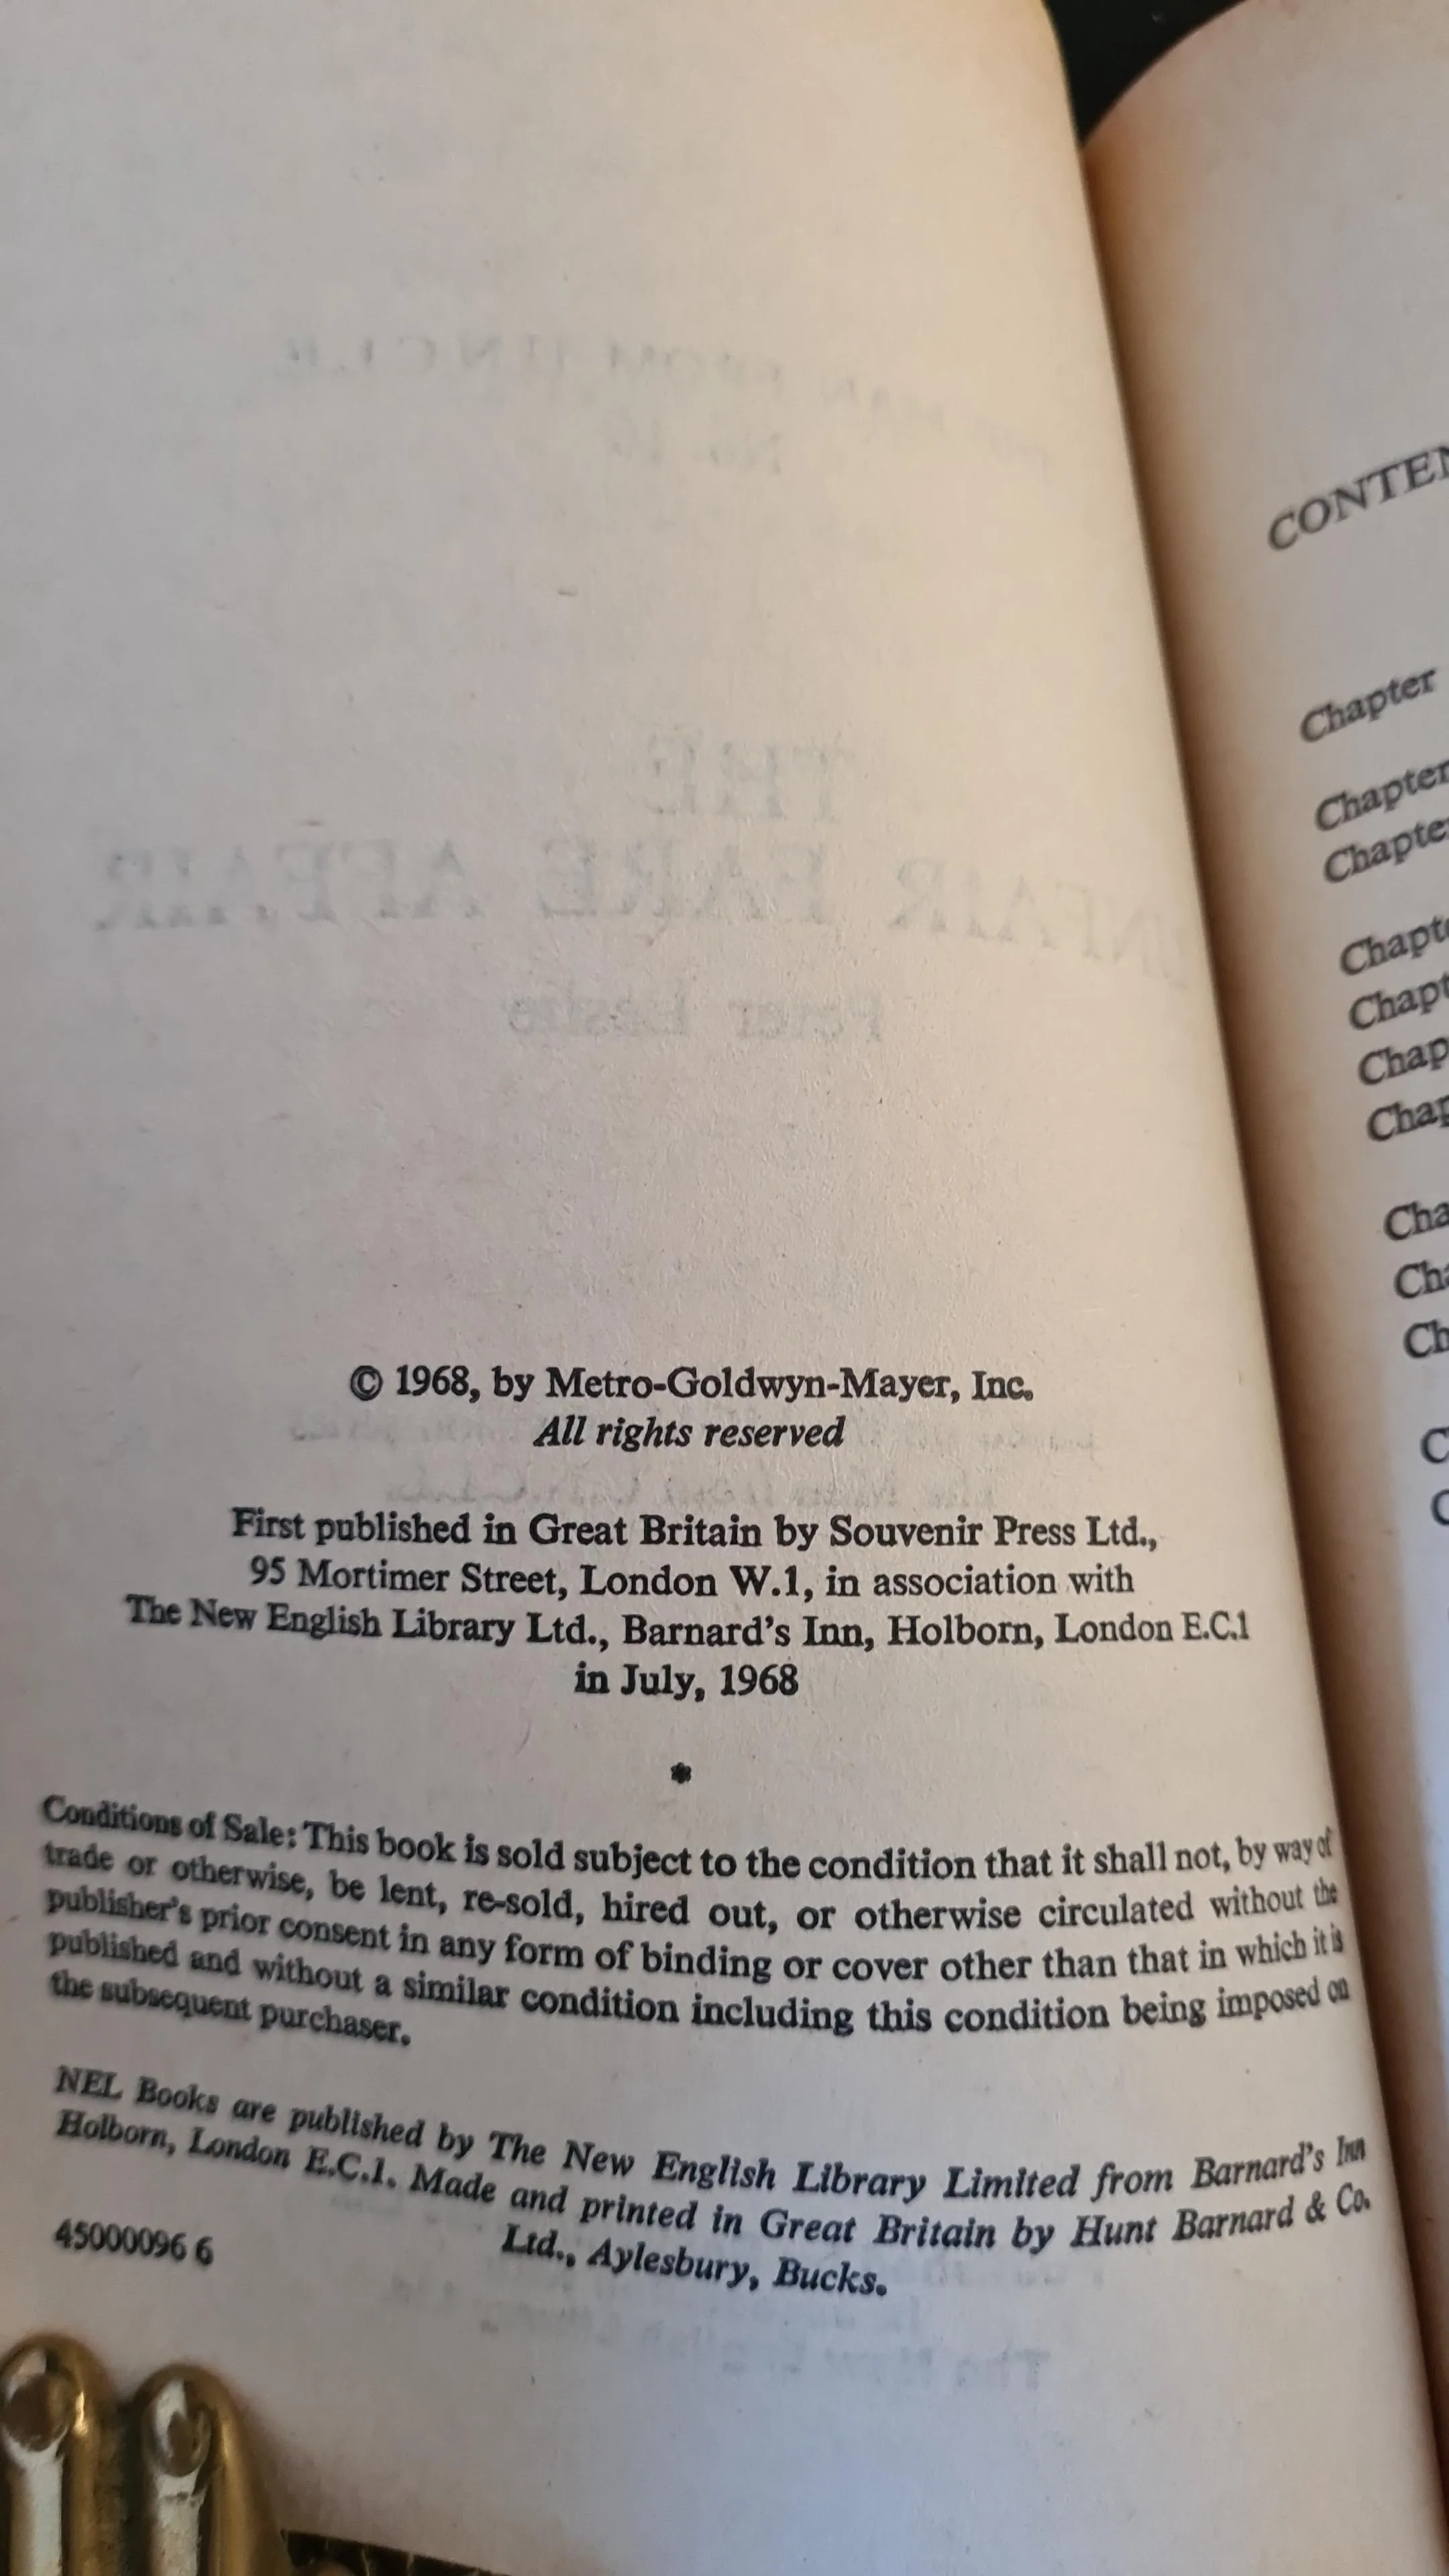 © 1968, by Metro-Goldwyn-Mayer, Inc.
All rights reserved
First published in Great Britain by Souvenir Press Ltd.,
95 Mortimer Street, London W.1, in association with
The New English Library Ltd., Barnard's Inn, Holborn, London E.C.1
in July, 1968
*
Conditions of Sale: This book is sold subject to the condition that it shall not, by way of
trade or otherwise, be lent, re-sold, hired out, or otherwise circulated without the
publisher's prior consent in any form of binding or cover other than that in which it is
published and without a similar condition including this condition being imposed on
the subsequent purchaser.
NEL Books are published by The New English Library Limited from Barnard's Inn
Holborn, London E.C.1. Made and printed in Great Britain by Hunt Barnard & Co.
Ltd., Aylesbury, Bucks.
45000096 6
THE
FARE AFFAIR
Peter Leslie
CONTEN
Chapter
Chapter
Chapte
Chapte
Chapt
Chap
Chap
Cha
Cha
Ch
C
C